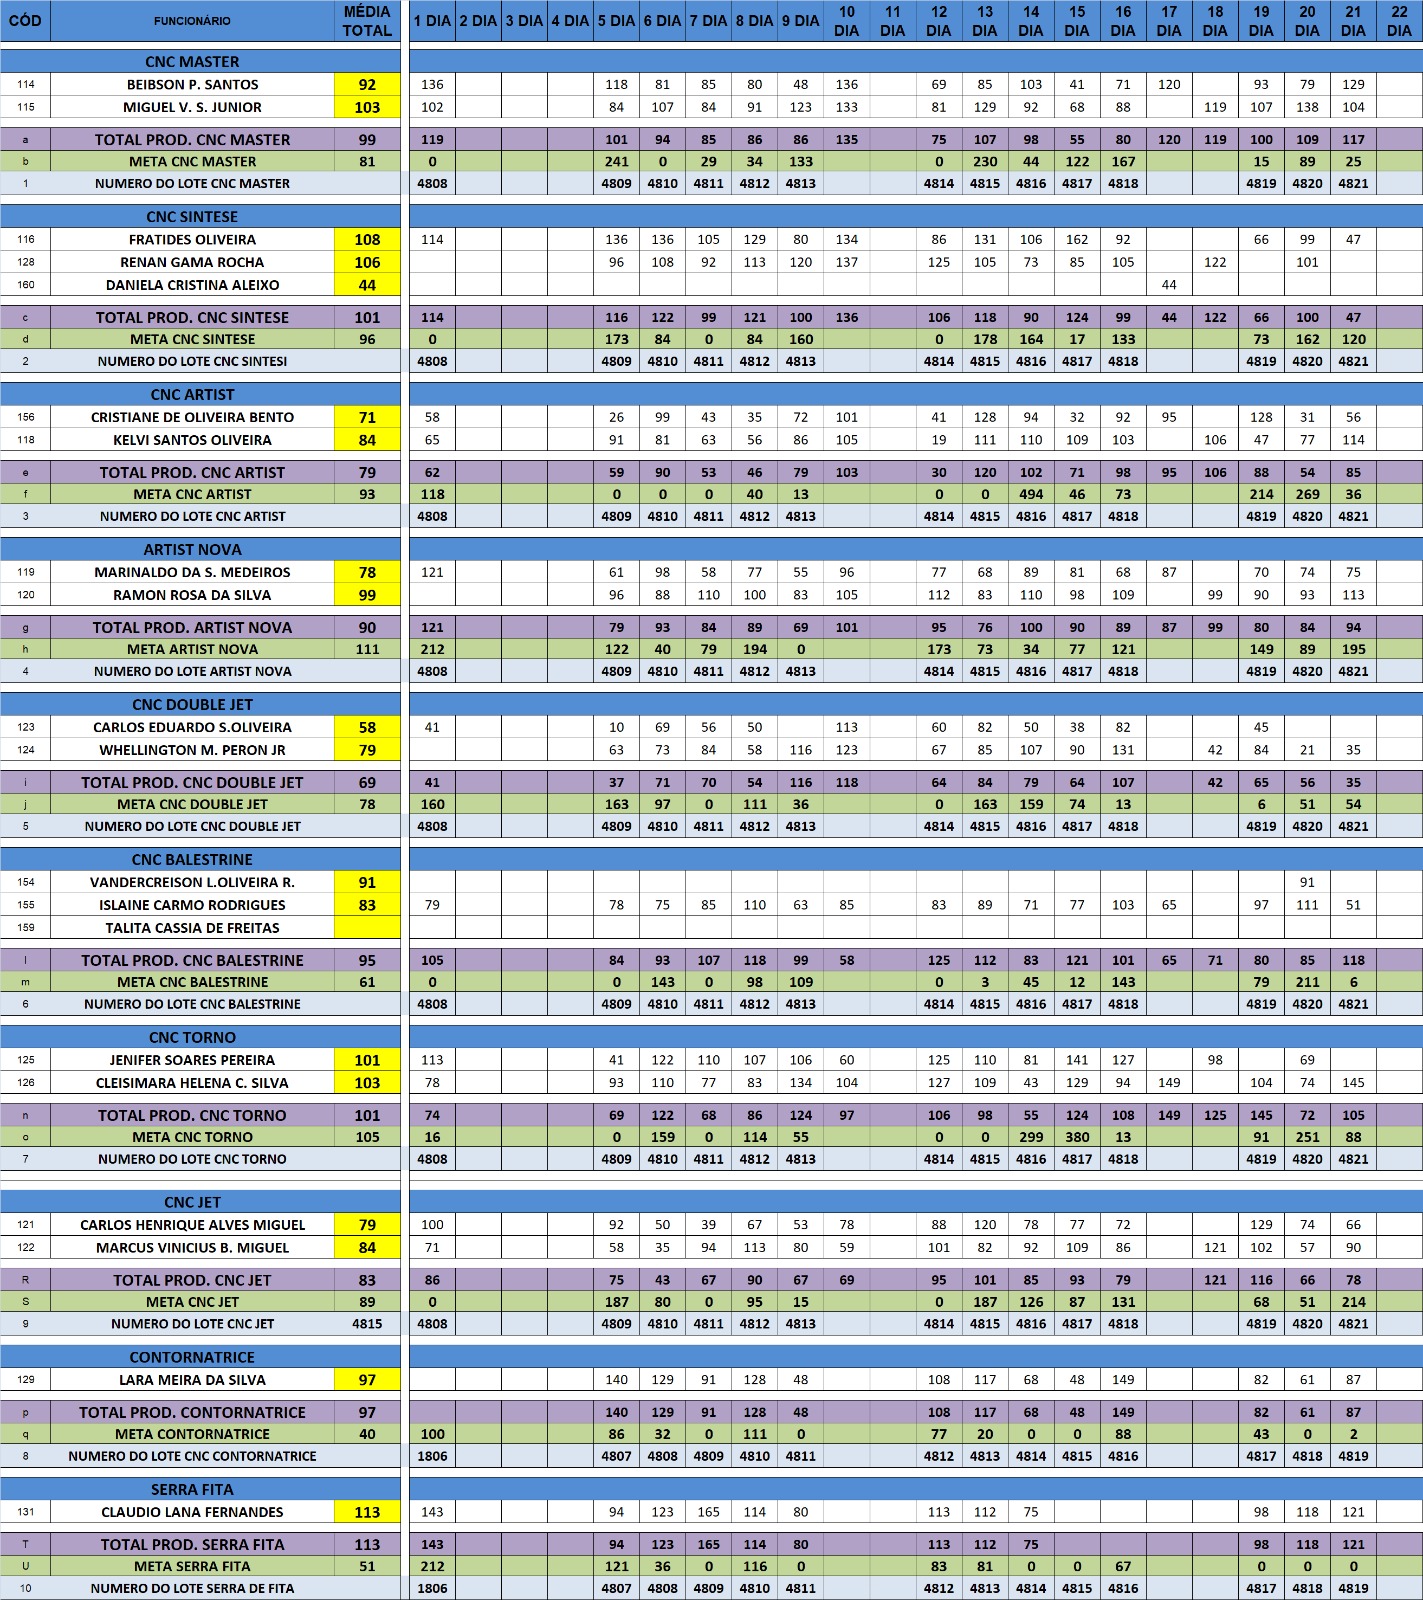 CÓD FUNCIONÁRIO MÉDIA TOTAL 1 DIA 2 DIA 3 DIA 4 DIA 5 DIA 6 DIA 7 DIA 8 DIA 9 DIA 10 DIA 11 DIA 12 DIA 13 DIA 14 DIA 15 DIA 16 DIA 17 DIA 18 DIA 19 DIA 20 DIA 21 DIA 22 DIA
CNC MASTER
114 BEIBSON P. SANTOS 92 136 118 81 85 80 48 136 69 85 103 41 71 120 93 79 129
115 MIGUEL V. S. JUNIOR 103 102 84 107 84 91 123 133 81 129 92 68 88 119 107 138 104
a TOTAL PROD. CNC MASTER 99 119 101 94 85 86 86 135 75 107 98 55 80 120 119 100 109 117
b META CNC MASTER 81 0 241 0 29 34 133 0 230 44 122 167 15 89 25
1 NUMERO DO LOTE CNC MASTER 4808 4809 4810 4811 4812 4813 4814 4815 4816 4817 4818 4819 4820 4821
CNC SINTESE
116 FRATIDES OLIVEIRA 108 114 136 136 105 129 80 134 86 131 106 162 92 66 99 47
128 RENAN GAMA ROCHA 106 96 108 92 113 120 137 125 105 73 85 105 122 101
160 DANIELA CRISTINA ALEIXO 44 44
c TOTAL PROD. CNC SINTESE 101 114 116 122 99 121 100 136 106 118 90 124 99 44 122 66 100 47
d META CNC SINTESE 96 0 173 84 0 84 160 0 178 164 17 133 73 162 120
2 NUMERO DO LOTE CNC SINTESI 4808 4809 4810 4811 4812 4813 4814 4815 4816 4817 4818 4819 4820 4821
CNC ARTIST
156 CRISTIANE DE OLIVEIRA BENTO 71 58 26 99 43 35 72 101 41 128 94 32 92 95 128 31 56
118 KELVI SANTOS OLIVEIRA 84 65 91 81 63 56 86 105 19 111 110 109 103 106 47 77 114
e TOTAL PROD. CNC ARTIST 79 62 59 90 53 46 79 103 30 120 102 71 98 95 106 88 54 85
f META CNC ARTIST 93 118 0 0 0 40 13 0 0 494 46 73 214 269 36
3 NUMERO DO LOTE CNC ARTIST 4808 4809 4810 4811 4812 4813 4814 4815 4816 4817 4818 4819 4820 4821
ARTIST NOVA
119 MARINALDO DA S. MEDEIROS 78 121 61 98 58 77 55 96 77 68 89 81 68 87 70 74 75
120 RAMON ROSA DA SILVA 99 96 88 110 100 83 105 112 83 110 98 109 99 90 93 113
g TOTAL PROD. ARTIST NOVA 90 121 79 93 84 89 69 101 95 76 100 90 89 87 99 80 84 94
h META ARTIST NOVA 111 212 122 40 79 194 0 173 73 34 77 121 149 89 195
4 NUMERO DO LOTE ARTIST NOVA 4808 4809 4810 4811 4812 4813 4814 4815 4816 4817 4818 4819 4820 4821
CNC DOUBLE JET
123 CARLOS EDUARDO S.OLIVEIRA 58 41 10 69 56 50 113 60 82 50 38 82 45
124 WHELLINGTON M. PERON JR 79 63 73 84 58 116 123 67 85 107 90 131 42 84 21 35
i TOTAL PROD. CNC DOUBLE JET 69 41 37 71 70 54 116 118 64 84 79 64 107 42 65 56 35
j META CNC DOUBLE JET 78 160 163 97 0 111 36 0 163 159 74 13 6 51 54
5 NUMERO DO LOTE CNC DOUBLE JET 4808 4809 4810 4811 4812 4813 4814 4815 4816 4817 4818 4819 4820 4821
CNC BALESTRINE
154 VANDERCREISON L.OLIVEIRA R. 91 91
155 ISLAINE CARMO RODRIGUES 83 79 78 75 85 110 63 85 83 89 71 77 103 65 97 111 51
159 TALITA CASSIA DE FREITAS
l TOTAL PROD. CNC BALESTRINE 95 105 84 93 107 118 99 58 125 112 83 121 101 65 71 80 85 118
m META CNC BALESTRINE 61 0 0 143 0 98 109 0 3 45 12 143 79 211 6
6 NUMERO DO LOTE CNC BALESTRINE 4808 4809 4810 4811 4812 4813 4814 4815 4816 4817 4818 4819 4820 4821
CNC TORNO
125 JENIFER SOARES PEREIRA 101 113 41 122 110 107 106 60 125 110 81 141 127 98 69
126 CLEISIMARA HELENA C. SILVA 103 78 93 110 77 83 134 104 127 109 43 129 94 149 104 74 145
n TOTAL PROD. CNC TORNO 101 74 69 122 68 86 124 97 106 98 55 124 108 149 125 145 72 105
o META CNC TORNO 105 16 0 159 0 114 55 0 0 299 380 13 91 251 88
7 NUMERO DO LOTE CNC TORNO 4808 4809 4810 4811 4812 4813 4814 4815 4816 4817 4818 4819 4820 4821
CNC JET
121 CARLOS HENRIQUE ALVES MIGUEL 79 100 92 50 39 67 53 78 88 120 78 77 72 129 74 66
122 MARCUS VINICIUS B. MIGUEL 84 71 58 35 94 113 80 59 101 82 92 109 86 121 102 57 90
R TOTAL PROD. CNC JET 83 86 75 43 67 90 67 69 95 101 85 93 79 121 116 66 78
S META CNC JET 89 0 187 80 0 95 15 0 187 126 87 131 68 51 214
9 NUMERO DO LOTE CNC JET 4815 4808 4809 4810 4811 4812 4813 4814 4815 4816 4817 4818 4819 4820 4821
CONTORNATRICE
129 LARA MEIRA DA SILVA 97 140 129 91 128 48 108 117 68 48 149 82 61 87
p TOTAL PROD. CONTORNATRICE 97 140 129 91 128 48 108 117 68 48 149 82 61 87
q META CONTORNATRICE 40 100 86 32 0 111 0 77 20 0 0 88 43 0 2
8 NUMERO DO LOTE CNC CONTORNATRICE 1806 4807 4808 4809 4810 4811 4812 4813 4814 4815 4816 4817 4818 4819
SERRA FITA
131 CLAUDIO LANA FERNANDES 113 143 94 123 165 114 80 113 112 75 98 118 121
T TOTAL PROD. SERRA FITA 113 143 94 123 165 114 80 113 112 75 98 118 121
U META SERRA FITA 51 212 121 36 0 116 0 83 81 0 0 67 0 0 0
10 NUMERO DO LOTE SERRA DE FITA 1806 4807 4808 4809 4810 4811 4812 4813 4814 4815 4816 4817 4818 4819